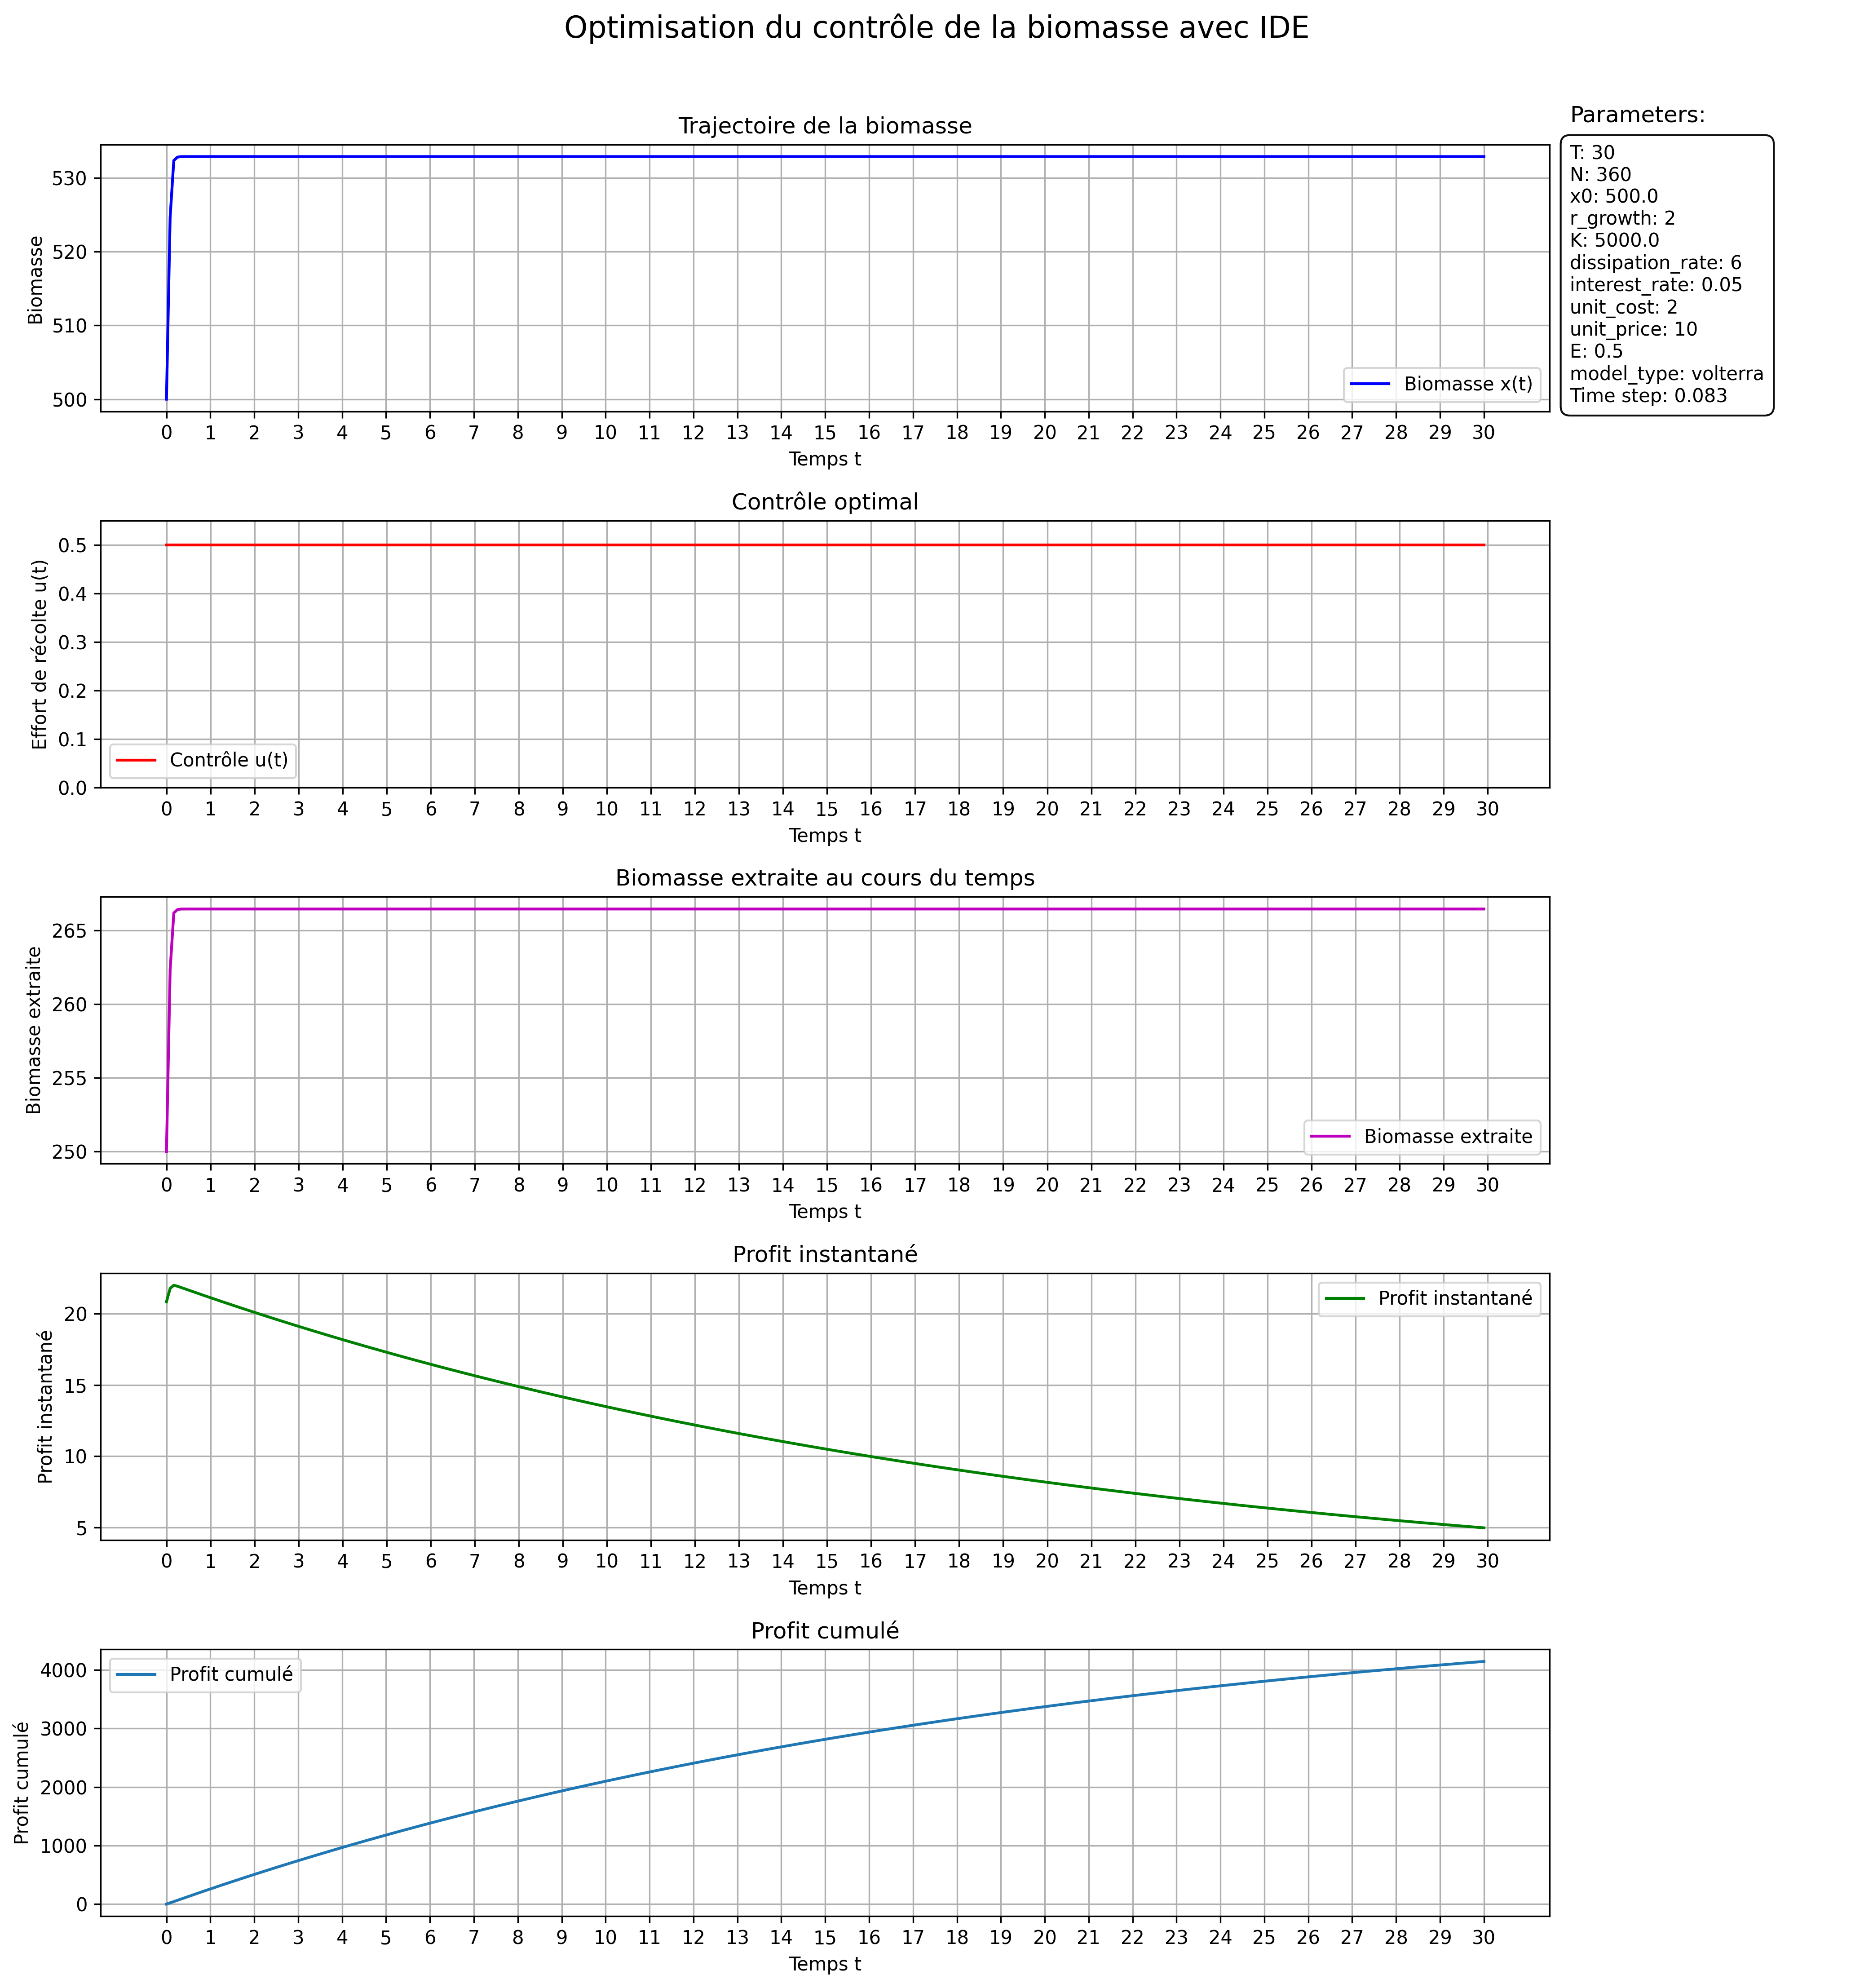 Optimisation du contrôle de la biomasse avec IDE
Trajectoire de la biomasse
Parameters:
T: 30
N: 360
x0: 500.0
r_growth: 2
K: 5000.0
dissipation_rate: 6
interest_rate: 0.05
unit_cost: 2
unit_price: 10
E: 0.5
model_type: volterra
Time step: 0.083
Biomasse
530
520
510
500
Biomasse x(t)
0 1 2 3 4 5 6 7 8 9 10 11 12 13 14 15 16 17 18 19 20 21 22 23 24 25 26 27 28 29 30
Temps t
Contrôle optimal
Effort de récolte u(t)
0.5
0.4
0.3
0.2
0.1
0.0
Contrôle u(t)
0 1 2 3 4 5 6 7 8 9 10 11 12 13 14 15 16 17 18 19 20 21 22 23 24 25 26 27 28 29 30
Temps t
Biomasse extraite au cours du temps
Biomasse extraite
265
260
255
250
Biomasse extraite
0 1 2 3 4 5 6 7 8 9 10 11 12 13 14 15 16 17 18 19 20 21 22 23 24 25 26 27 28 29 30
Temps t
Profit instantané
Profit instantané
20
15
10
5
Profit instantané
0 1 2 3 4 5 6 7 8 9 10 11 12 13 14 15 16 17 18 19 20 21 22 23 24 25 26 27 28 29 30
Temps t
Profit cumulé
Profit cumulé
4000
3000
2000
1000
0
Profit cumulé
0 1 2 3 4 5 6 7 8 9 10 11 12 13 14 15 16 17 18 19 20 21 22 23 24 25 26 27 28 29 30
Temps t